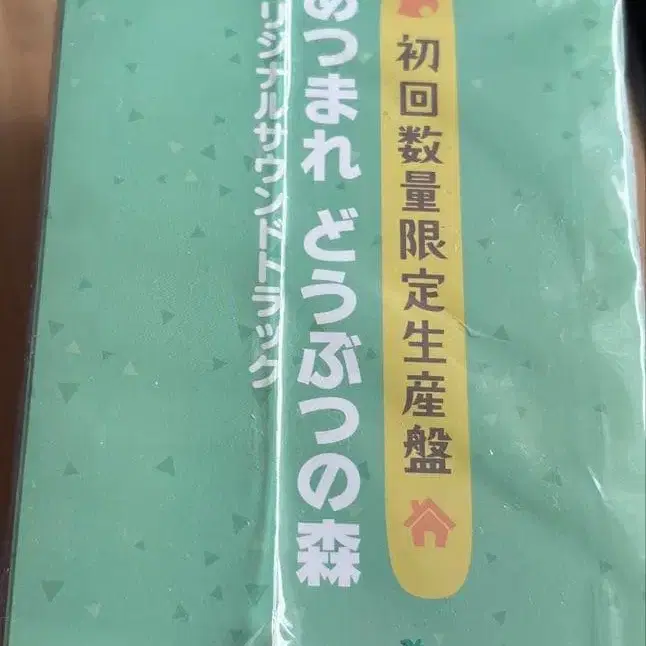 初回数量限定生産盤
あつまれ どうぶつの森
リジナルサウンドトラック